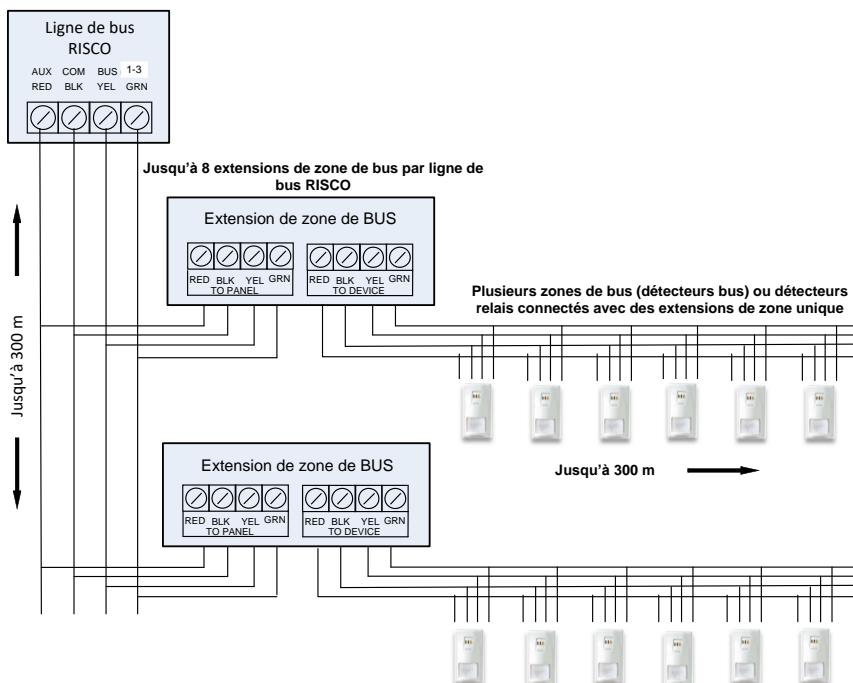 Ligne de bus
RISCO
AUX COM BUS 1-3
RED BLK YEL GRN
Jusqu'à 8 extensions de zone de bus par ligne de
bus RISCO
Extension de zone de BUS
RED BLK YEL GRN RED BLK YEL GRN
TO PANEL TO DEVICE
Plusieurs zones de bus (détecteurs bus) ou détecteurs
relais connectés avec des extensions de zone unique
Jusqu'à 300 m
Jusqu'à 300 m
Extension de zone de BUS
RED BLK YEL GRN RED BLK YEL GRN
TO PANEL TO DEVICE